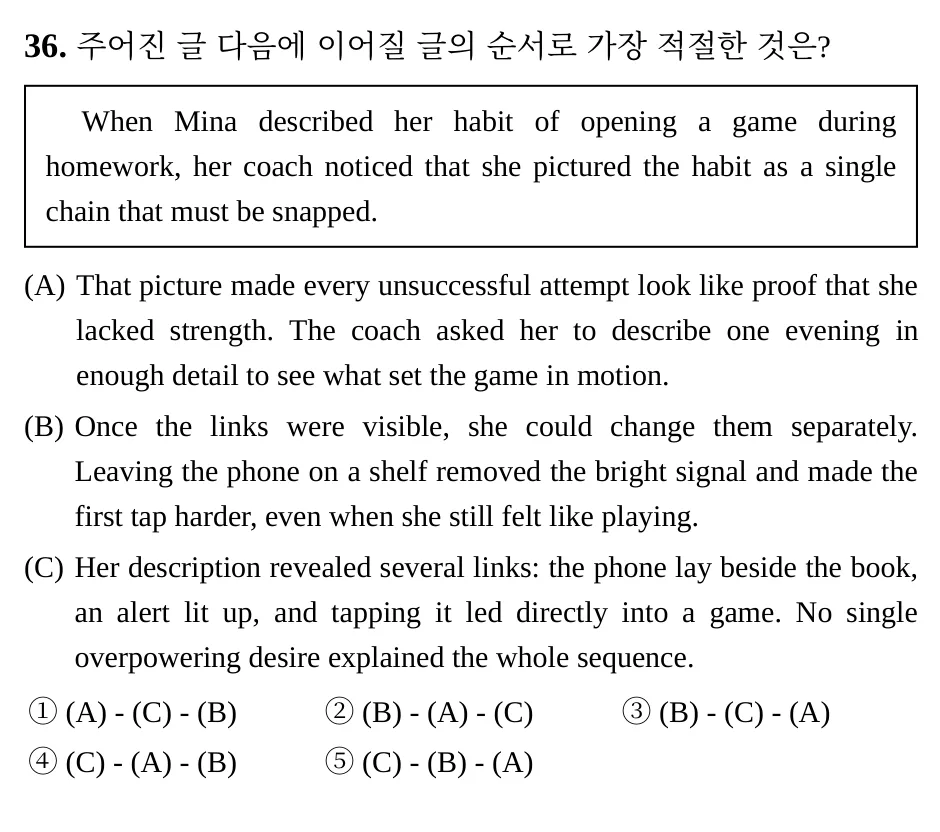 36. 주어진 글 다음에 이어질 글의 순서로 가장 적절한 것은?
When Mina described her habit of opening a game during
homework, her coach noticed that she pictured the habit as a single
chain that must be snapped.
(A) That picture made every unsuccessful attempt look like proof that she
lacked strength. The coach asked her to describe one evening in
enough detail to see what set the game in motion.
(B) Once the links were visible, she could change them separately.
Leaving the phone on a shelf removed the bright signal and made the
first tap harder, even when she still felt like playing.
(C) Her description revealed several links: the phone lay beside the book,
an alert lit up, and tapping it led directly into a game. No single
overpowering desire explained the whole sequence.
① (A) - (C) - (B) ② (B) - (A) - (C) ③ (B) - (C) - (A)
④ (C) - (A) - (B) ⑤ (C) - (B) - (A)